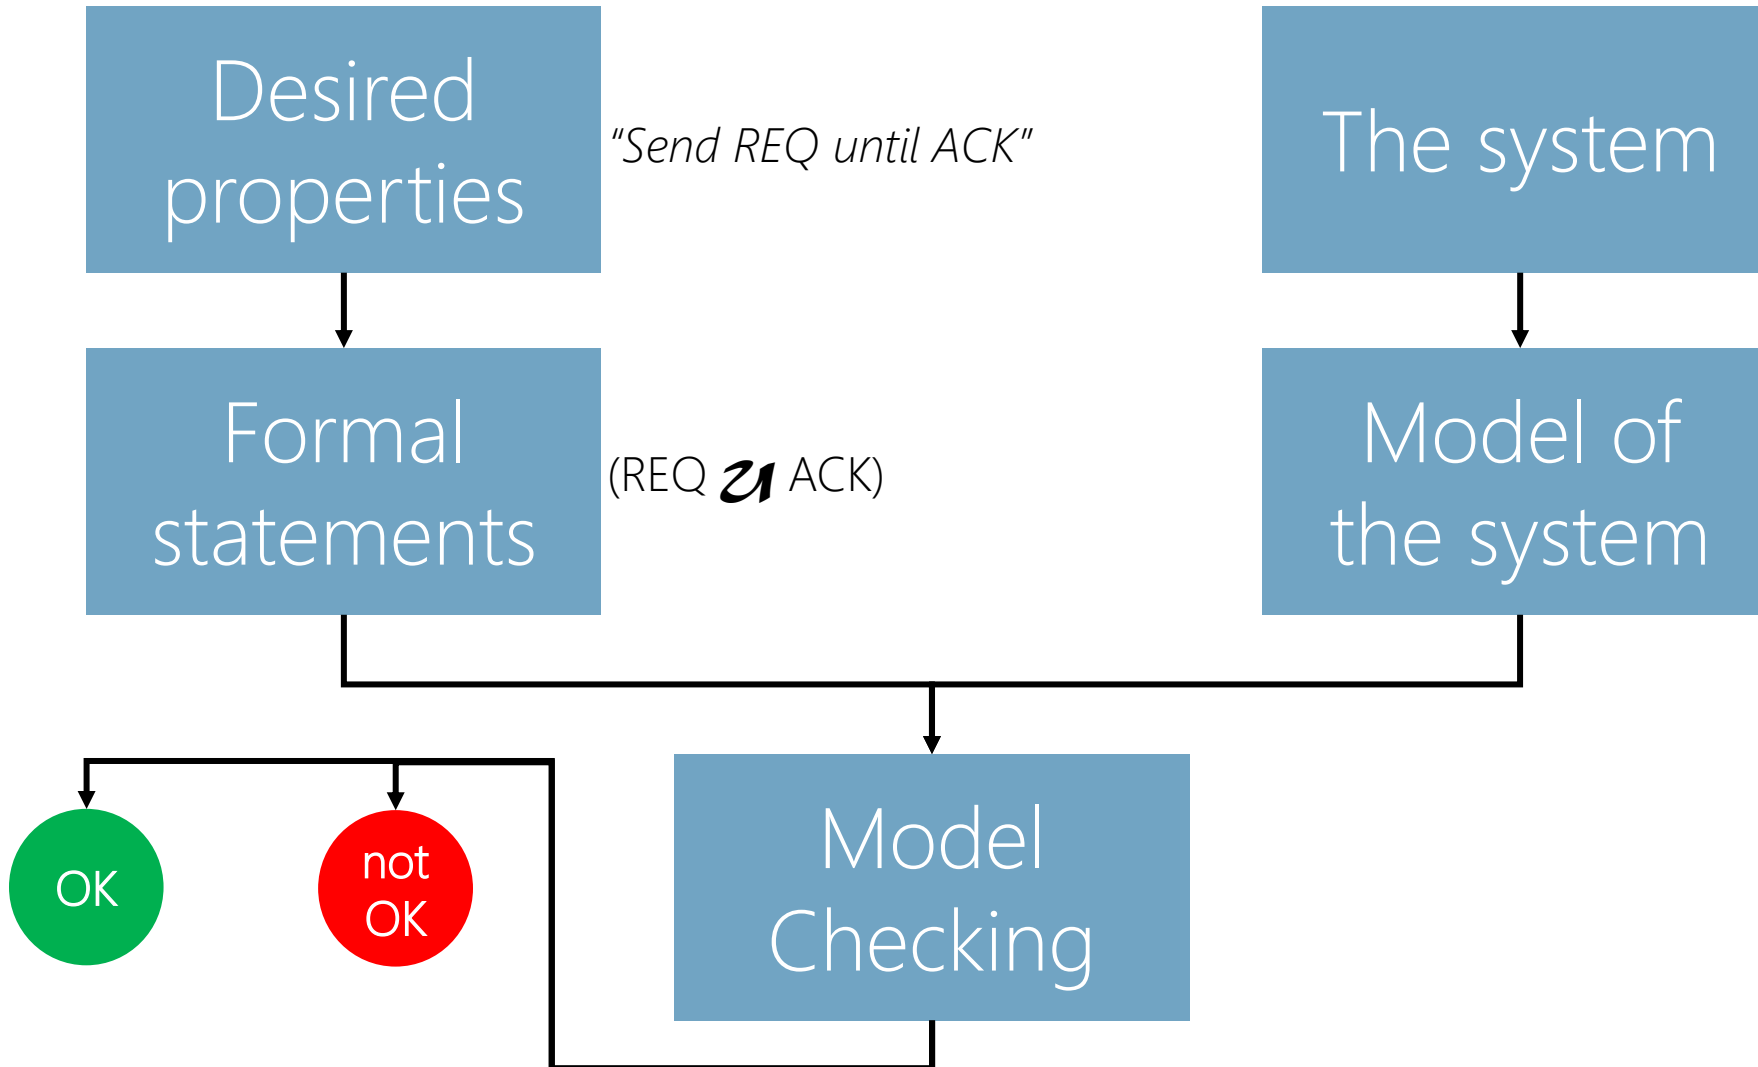 Desired
properties
"Send REQ until ACK"
The system
Formal
statements
(REQ 𝒰 ACK)
Model of
the system
Model
Checking
OK
not
OK